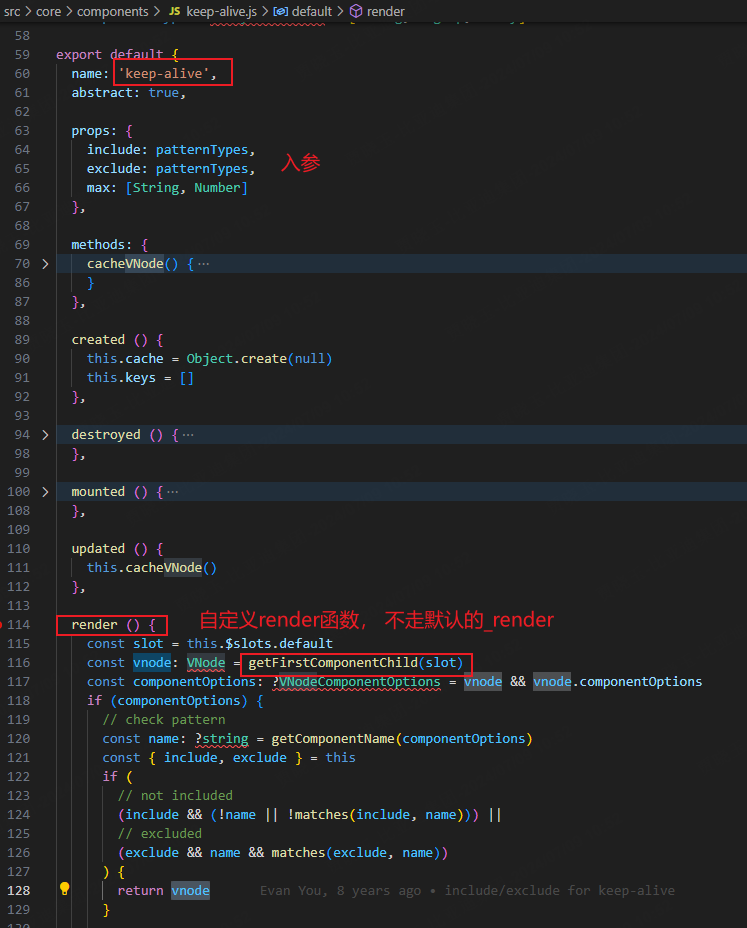 src > core > components > JS keep-alive.js > default > render
58
59 export default {
60 name: 'keep-alive',
61 abstract: true,
62
63 props: {
64 include: patternTypes,
65 exclude: patternTypes, 入参
66 max: [String, Number]
67 },
68
69 methods: {
70 > cacheVNode() { ⋯
86 }
87 },
88
89 created () {
90 this.cache = Object.create(null)
91 this.keys = []
92 },
93
94 > destroyed () { ⋯
98 },
99
100 > mounted () { ⋯
108 },
109
110 updated () {
111 this.cacheVNode()
112 },
113
114 render () { 自定义render函数， 不走默认的_render
115 const slot = this.$slots.default
116 const vnode: VNode = getFirstComponentChild(slot)
117 const componentOptions: ?VNodeComponentOptions = vnode && vnode.componentOptions
118 if (componentOptions) {
119 // check pattern
120 const name: ?string = getComponentName(componentOptions)
121 const { include, exclude } = this
122 if (
123 // not included
124 (include && (!name || !matches(include, name))) ||
125 // excluded
126 (exclude && name && matches(exclude, name))
127 ) {
128 return vnode Evan You, 8 years ago • include/exclude for keep-alive
129 }